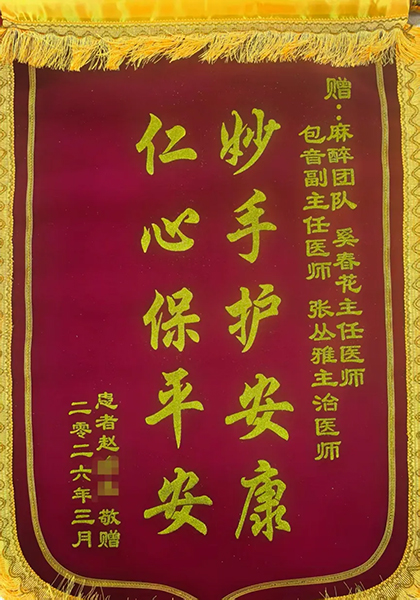 赠：麻醉团队 奚春花主任医师
包音副主任医师 张丛雅主治医师
妙手护安康
仁心保平安
患者赵 敬赠
二零二六年三月